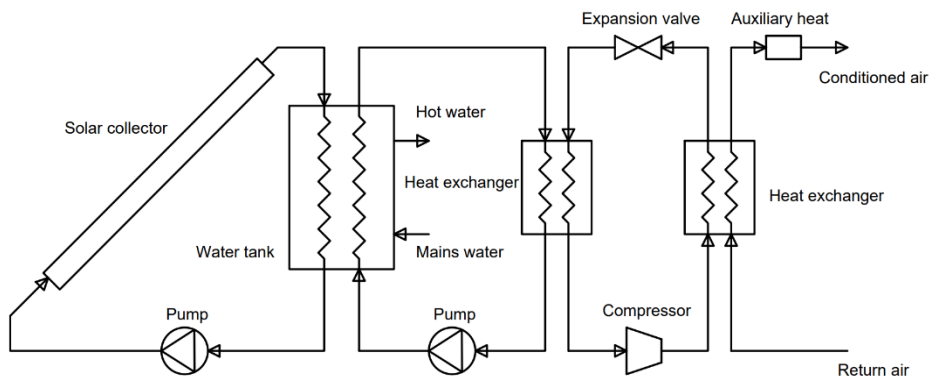 Expansion valve
Auxiliary heat
Conditioned air
Solar collector
Hot water
Heat exchanger
Heat exchanger
Water tank
Mains water
Pump
Pump
Compressor
Return air